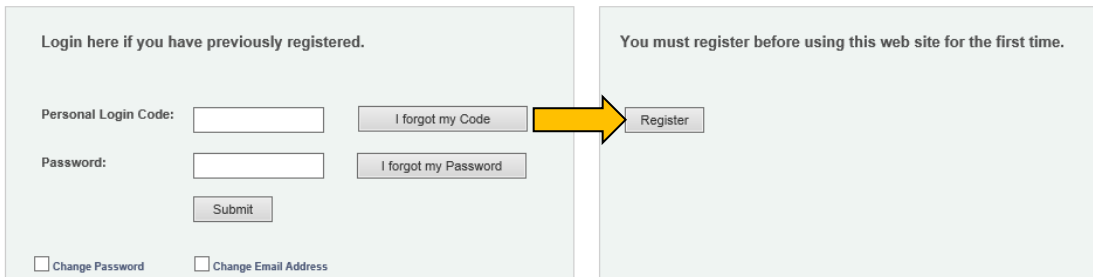 Login here if you have previously registered.
Personal Login Code:
I forgot my Code
Password:
I forgot my Password
Submit
Change Password
Change Email Address
You must register before using this web site for the first time.
Register